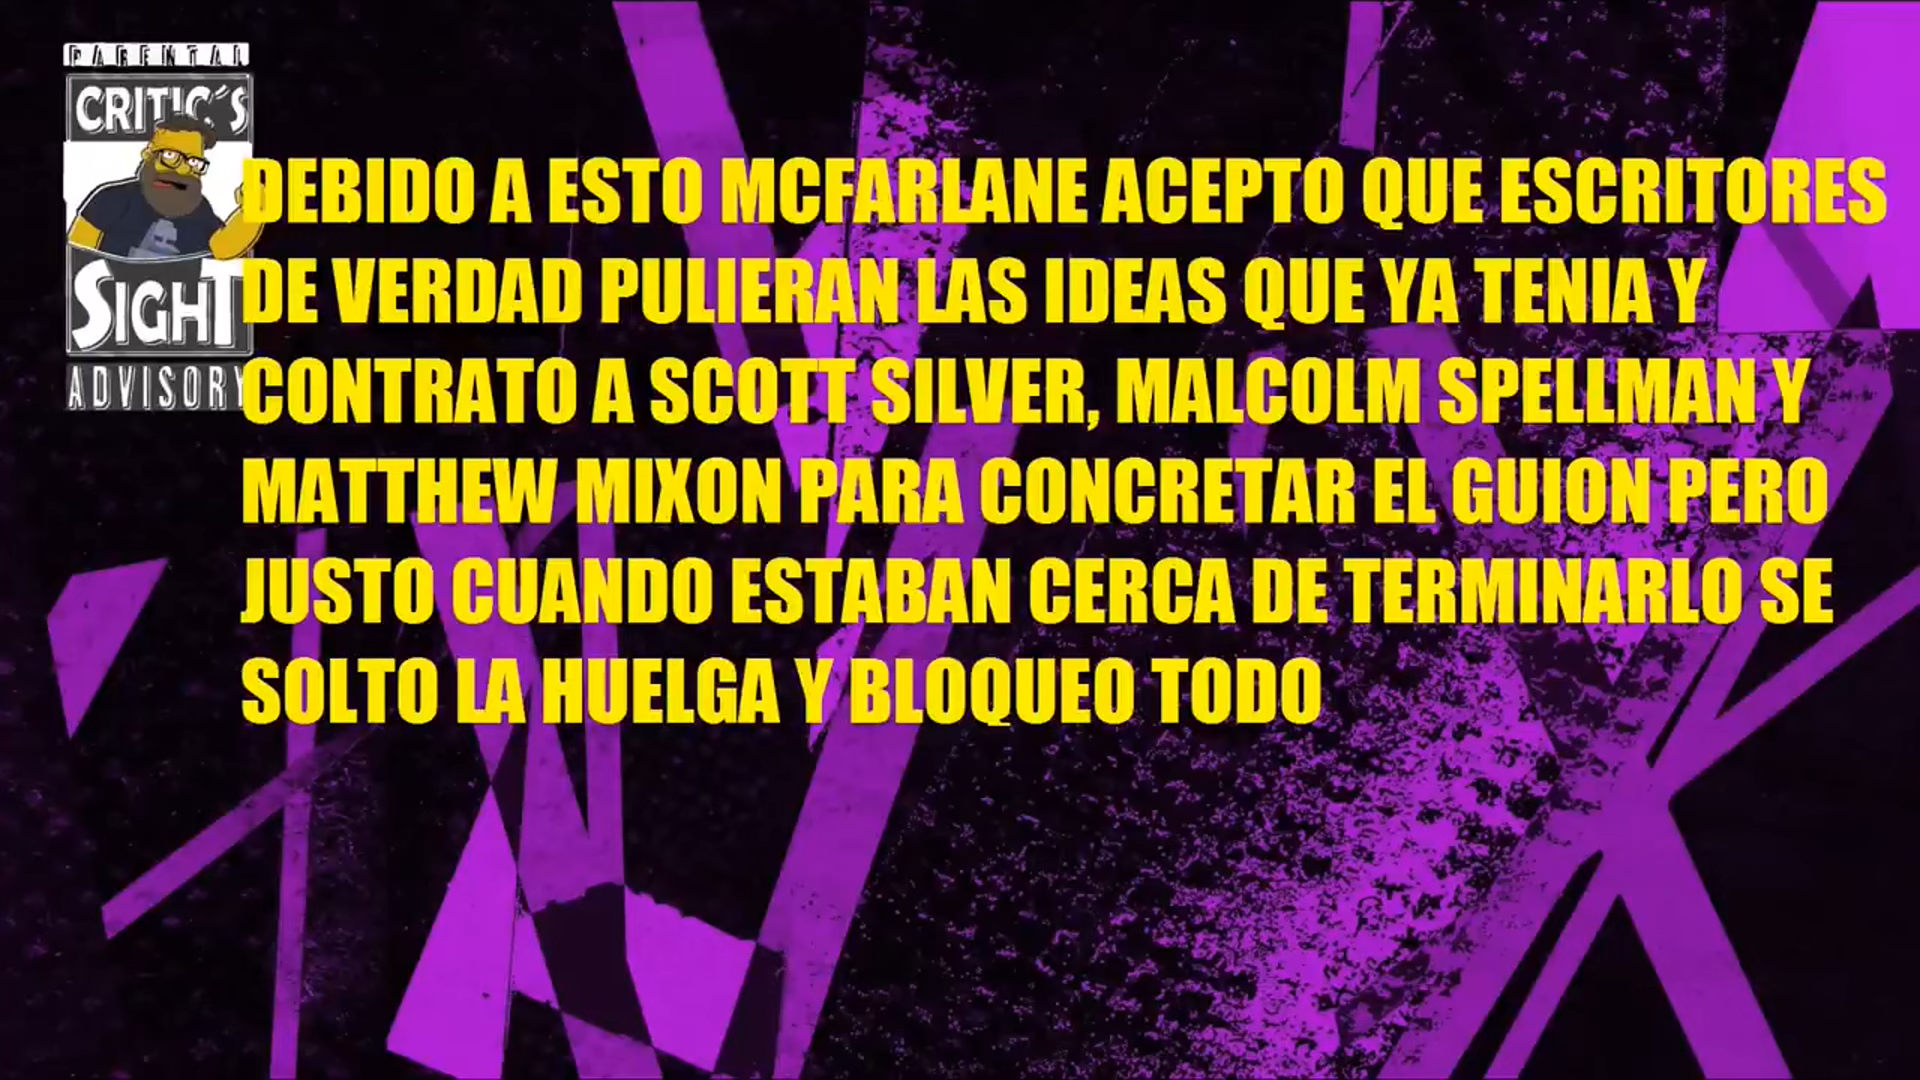 PARENTAL
CRITIC´S
SIGHT
ADVISORY
DEBIDO A ESTO MCFARLANE ACEPTO QUE ESCRITORES
DE VERDAD PULIERAN LAS IDEAS QUE YA TENIA Y
CONTRATO A SCOTT SILVER, MALCOLM SPELLMAN Y
MATTHEW MIXON PARA CONCRETAR EL GUION PERO
JUSTO CUANDO ESTABAN CERCA DE TERMINARLO SE
SOLTO LA HUELGA Y BLOQUEO TODO